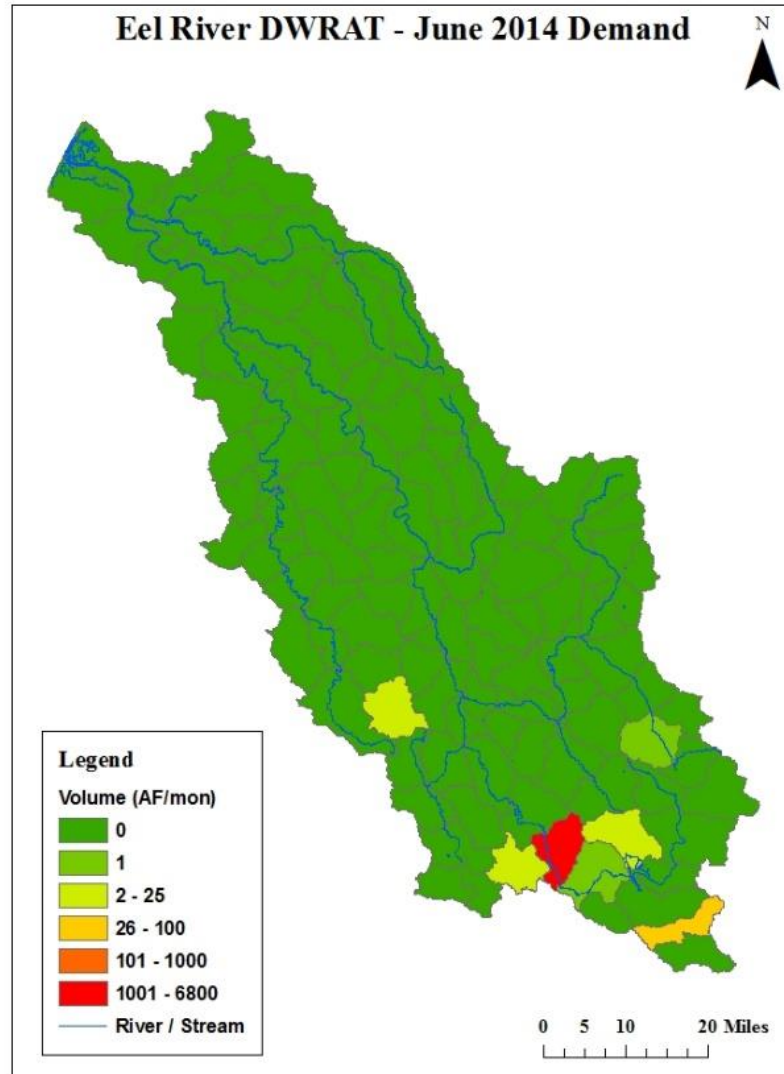 Eel River DWRAT - June 2014 Demand
N
Legend
Volume (AF/mon)
0
1
2 - 25
26 - 100
101 - 1000
1001 - 6800
River / Stream
0 5 10 20 Miles